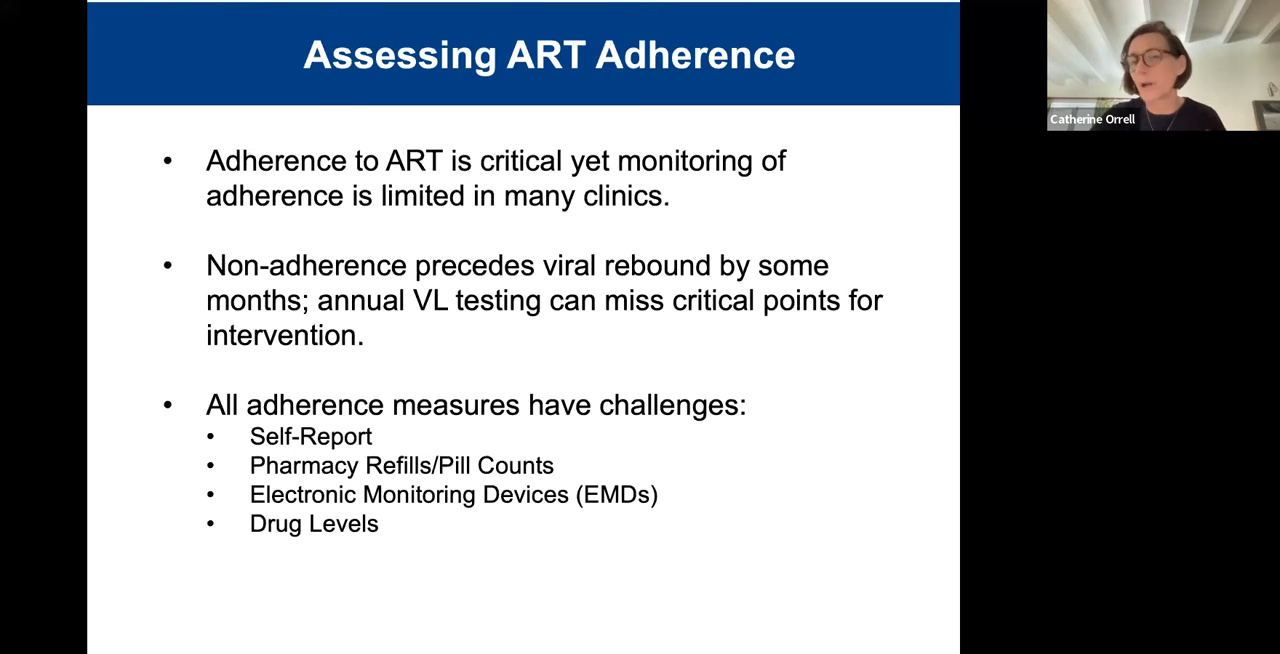 Assessing ART Adherence
• Adherence to ART is critical yet monitoring of
adherence is limited in many clinics.
• Non-adherence precedes viral rebound by some
months; annual VL testing can miss critical points for
intervention.
• All adherence measures have challenges:
• Self-Report
• Pharmacy Refills/Pill Counts
• Electronic Monitoring Devices (EMDs)
• Drug Levels
Catherine Orrell